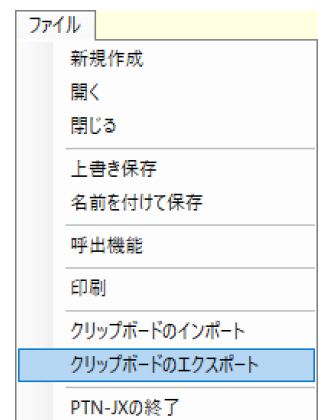 ファイル
新規作成
開く
閉じる
上書き保存
名前を付けて保存
呼出機能
印刷
クリップボードのインポート
クリップボードのエクスポート
PTN-JXの終了